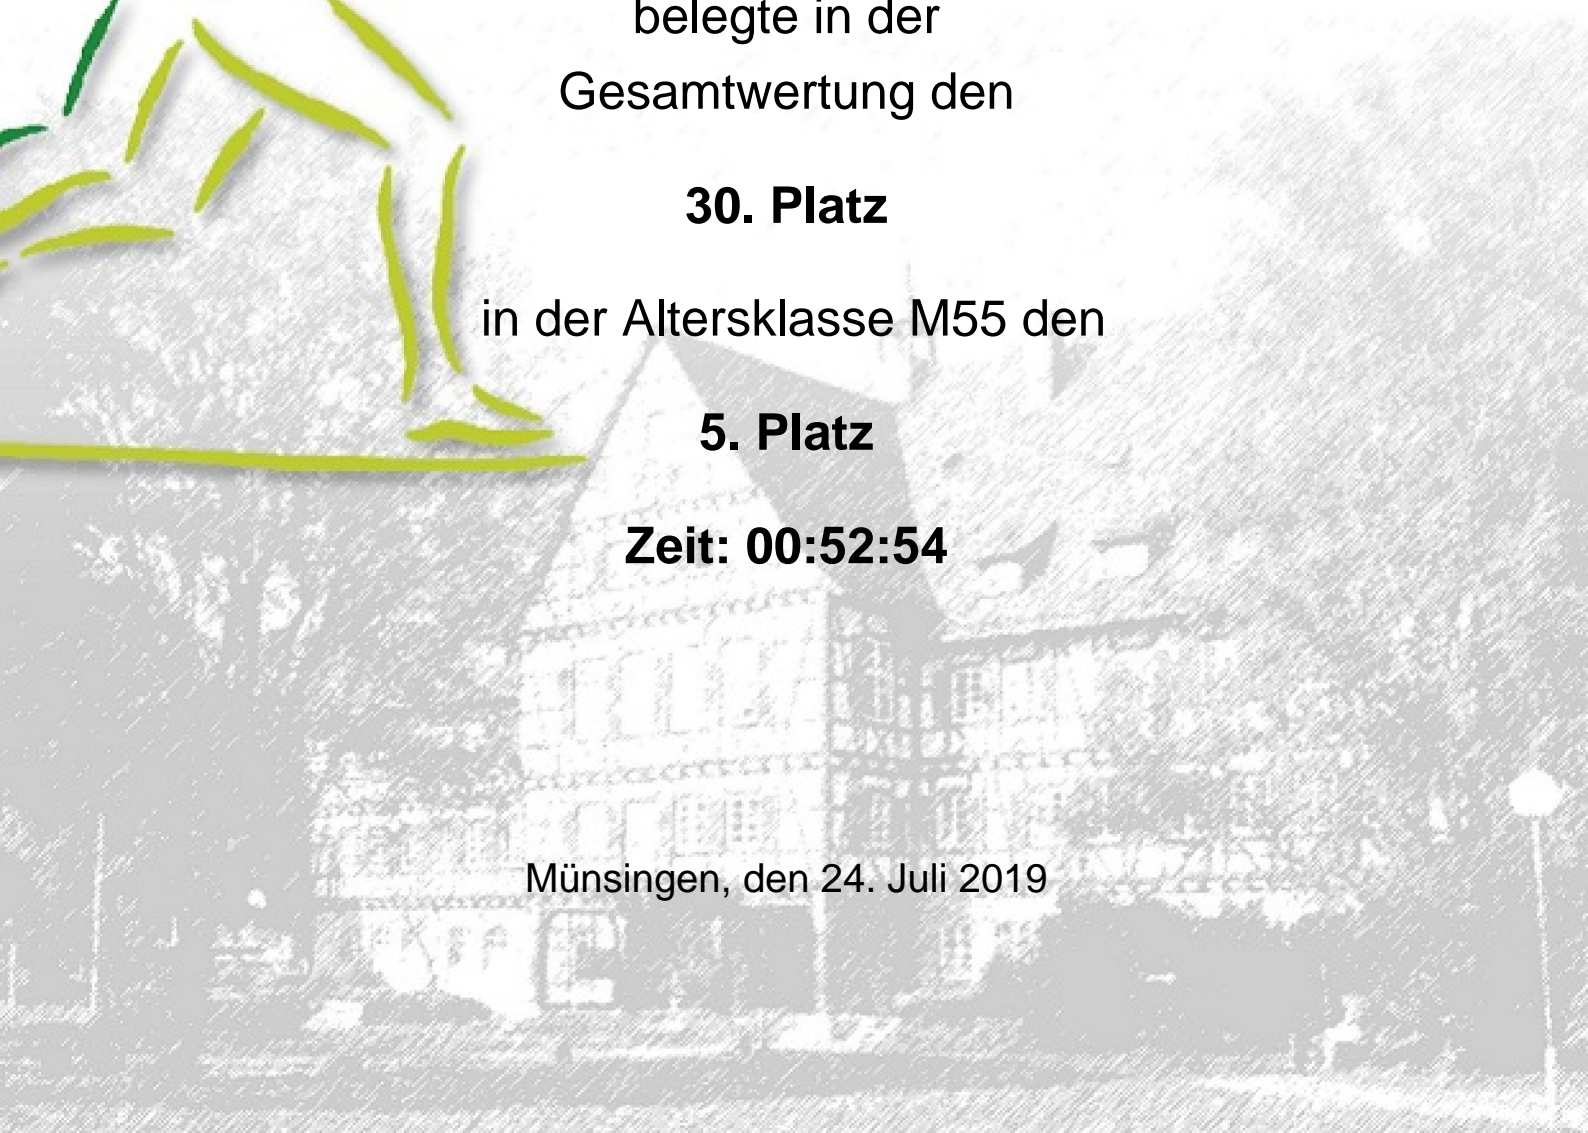 belegte in der
Gesamtwertung den
30. Platz
in der Altersklasse M55 den
5. Platz
Zeit: 00:52:54
Münsingen, den 24. Juli 2019